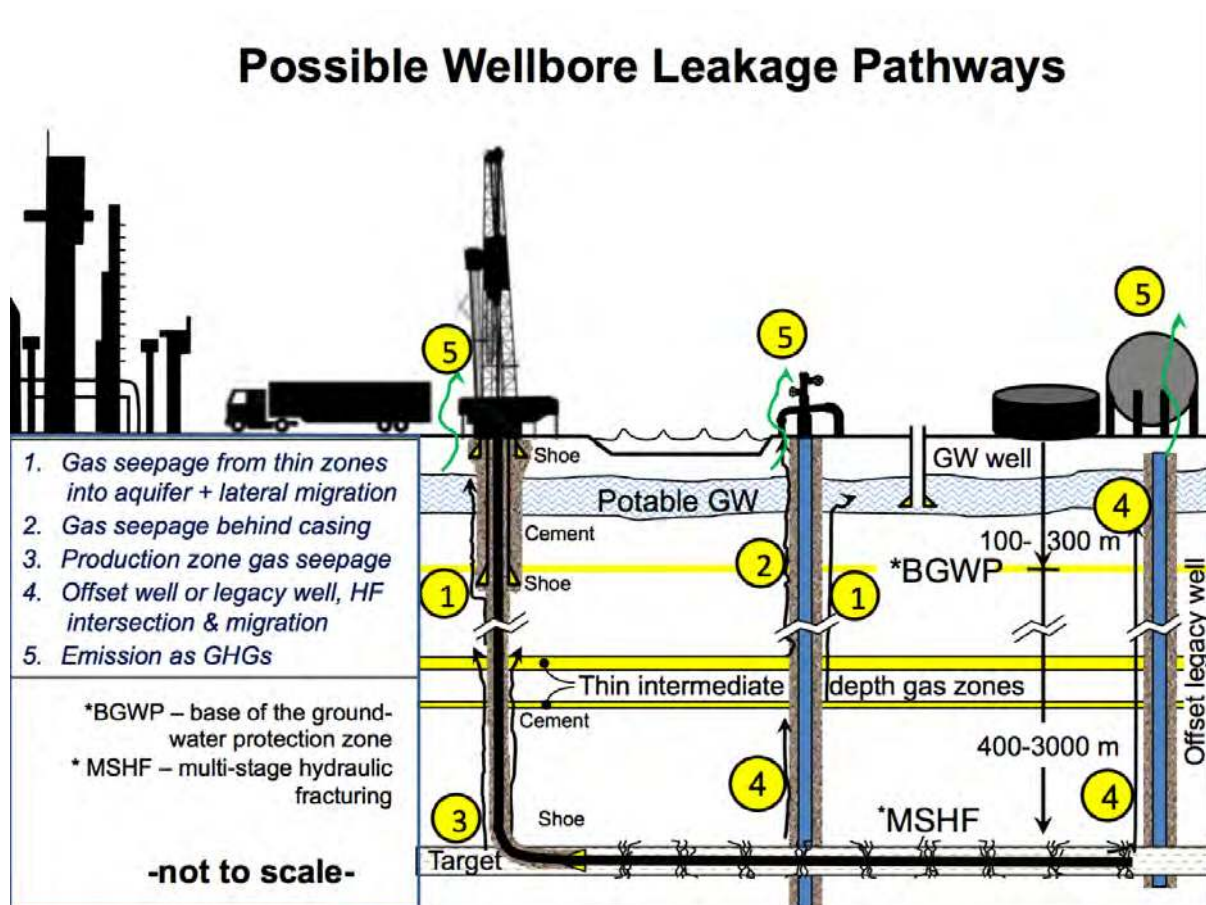 Possible Wellbore Leakage Pathways
5
5
5
1. Gas seepage from thin zones
into aquifer + lateral migration
2. Gas seepage behind casing
3. Production zone gas seepage
4. Offset well or legacy well, HF
intersection & migration
5. Emission as GHGs
*BGWP – base of the ground-
water protection zone
* MSHF – multi-stage hydraulic
fracturing
-not to scale-
Shoe
GW well
Potable GW
4
Cement
100- 300 m
2
*BGWP
1
Shoe
1
Thin intermediate depth gas zones
Cement
Offset legacy well
400-3000 m
4
4
3
Shoe
*MSHF
Target